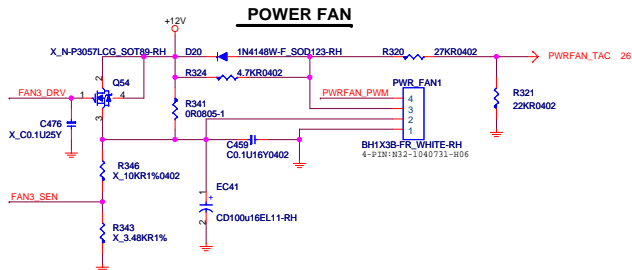 POWER FAN
+12V
X_N-P3057LCG_SOT89-RH
D20
1N4148W-F_SOD123-RH
R320
27KR0402
PWRFAN_TAC 26
R324
4.7KR0402
2
Q54
PWR_FAN1
FAN3_DRV
1
4
PWRFAN_PWM
4
3
2
1
R321
22KR0402
R341
0R0805-1
3
C476
X_C0.1U25Y
C459
C0.1U16Y0402
BH1X3B-FR_WHITE-RH
4-PIN:N32-1040731-H06
R346
X_10KR1%0402
1
+
EC41
FAN3_SEN
CD100u16EL11-RH
2
R343
X_3.48KR1%